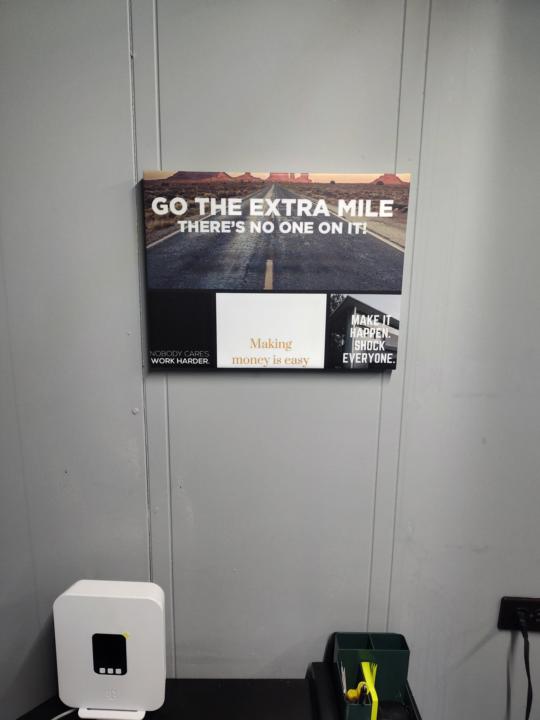 GO THE EXTRA MILE
THERE'S NO ONE ON IT!
NOBODY CARES
WORK HARDER.
Making
money is easy
MAKE IT
HAPPEN.
SHOCK
EVERYONE.